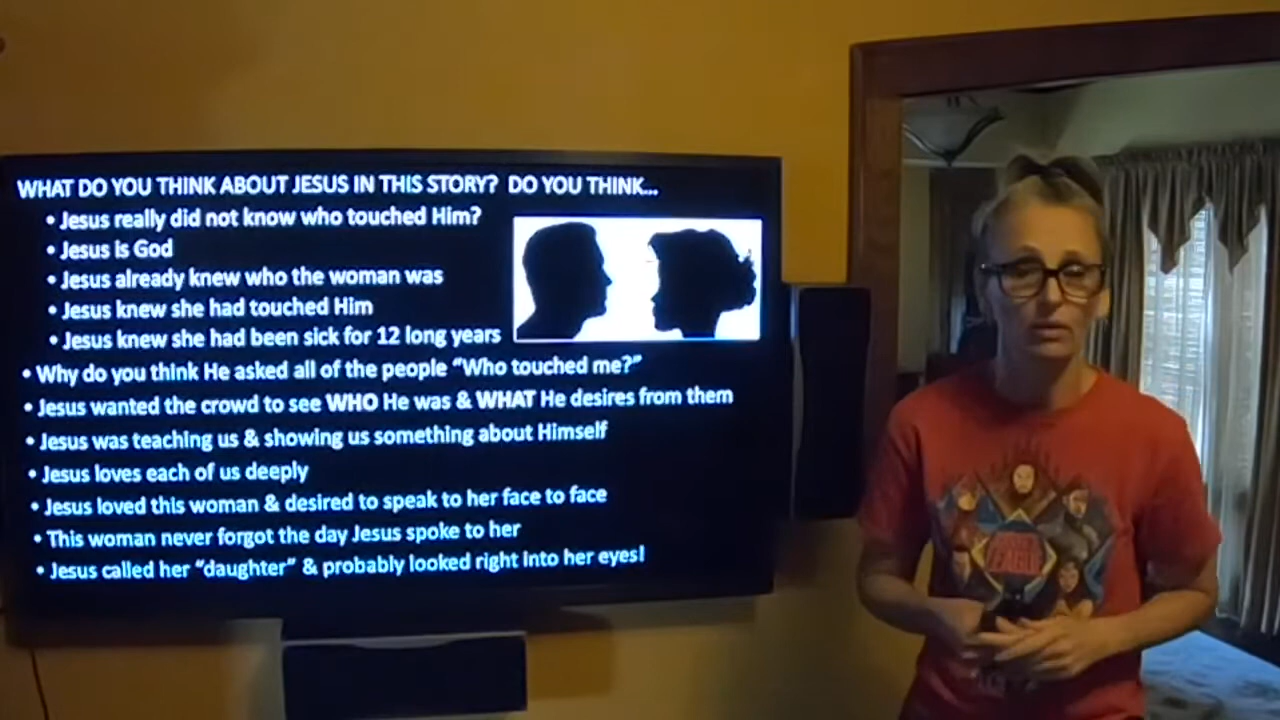 WHAT DO YOU THINK ABOUT JESUS IN THIS STORY? DO YOU THINK...
• Jesus really did not know who touched Him?
• Jesus is God
• Jesus already knew who the woman was
• Jesus knew she had touched Him
• Jesus knew she had been sick for 12 long years
• Why do you think He asked all of the people "Who touched me?"
• Jesus wanted the crowd to see WHO He was & WHAT He desires from them
• Jesus was teaching us & showing us something about Himself
• Jesus loves each of us deeply
• Jesus loved this woman & desired to speak to her face to face
• This woman never forgot the day Jesus spoke to her
• Jesus called her "daughter" & probably looked right into her eyes!